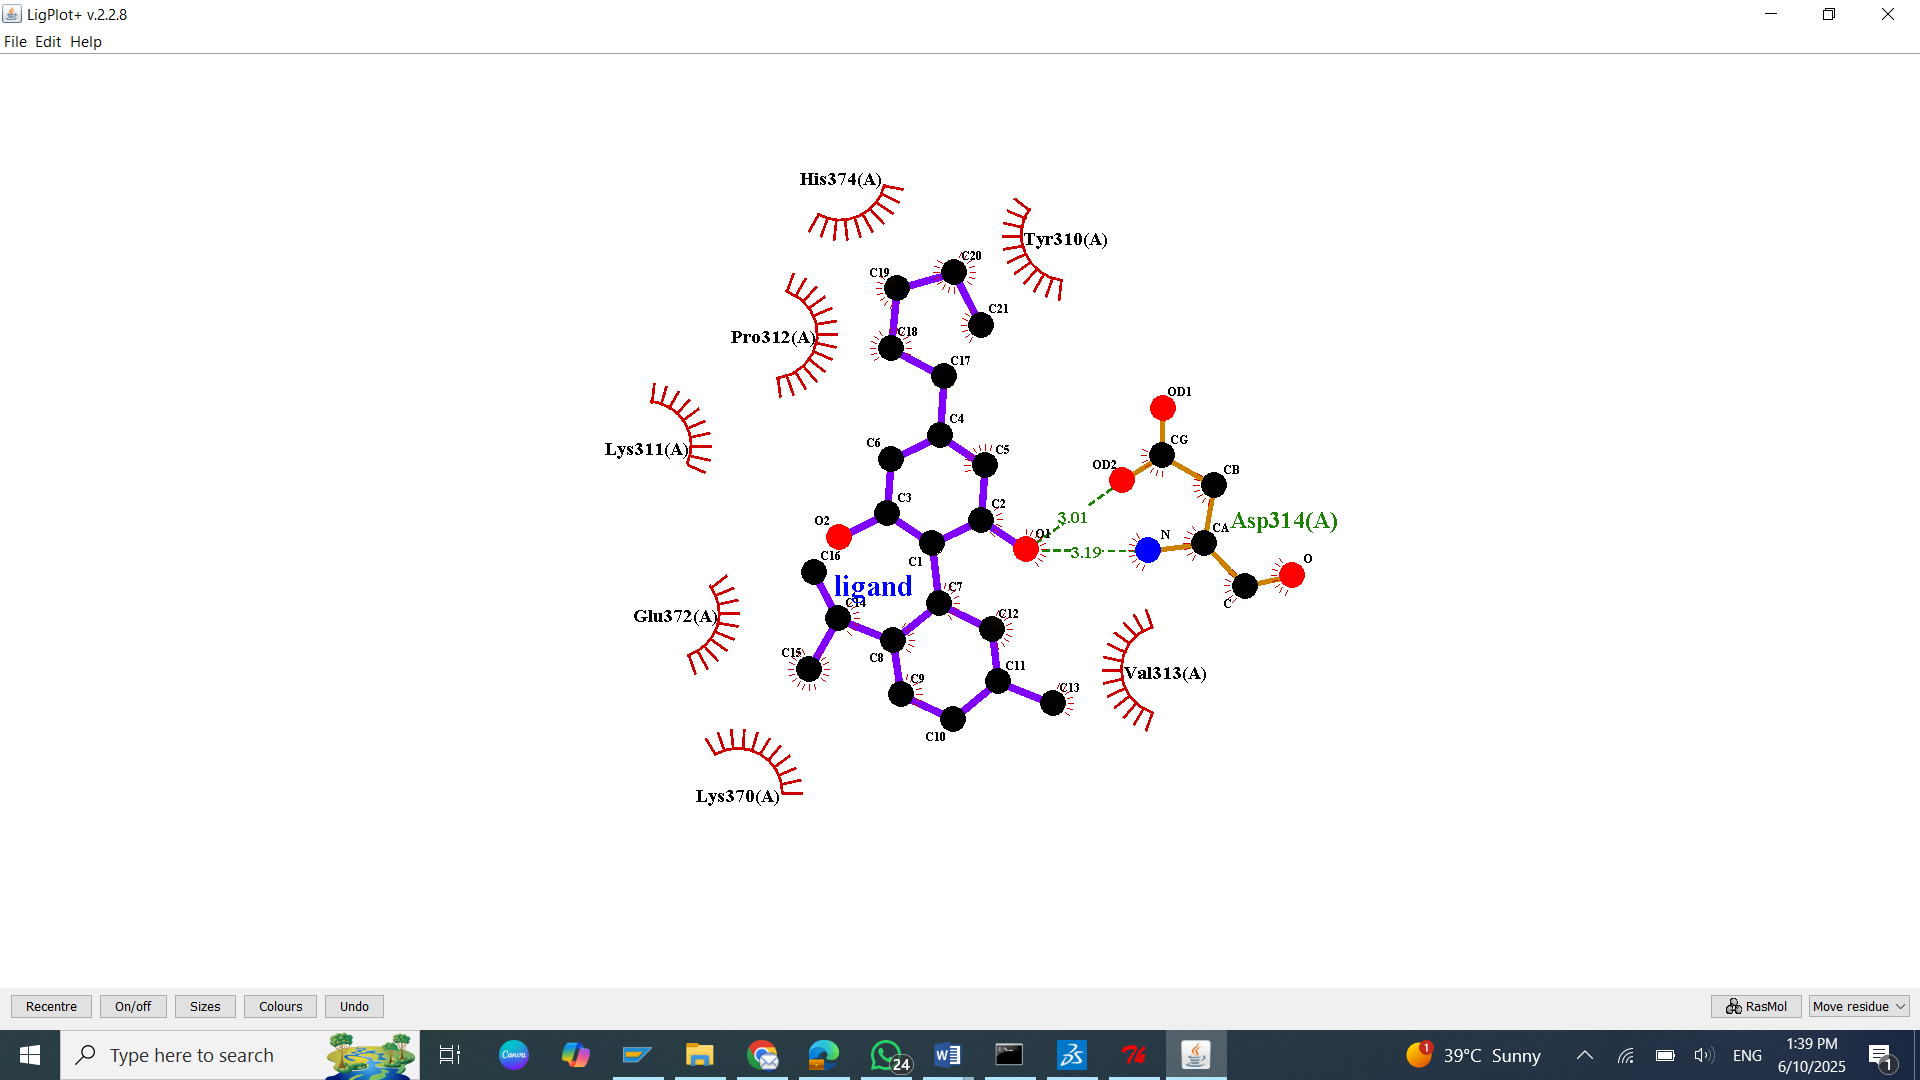 LigPlot+ v.2.2.8
File Edit Help
His374(A)
Tyr310(A)
C20
C19
C21
C18
Pro312(A)
C17
OD1
C4
C6
CG
Lys311(A)
C5
OD2
CB
C3
C2
3.01
Asp314(A)
O2
CA
O1
N
3.19
C16
C1
O
ligand
C7
C14
C
C12
Glu372(A)
C15
C8
C11
Val313(A)
C9
C13
C10
Lys370(A)
Recentre On/off Sizes Colours Undo RasMol Move residue
Type here to search Canva 24 39°C Sunny ENG 1:39 PM
6/10/2025
1
1